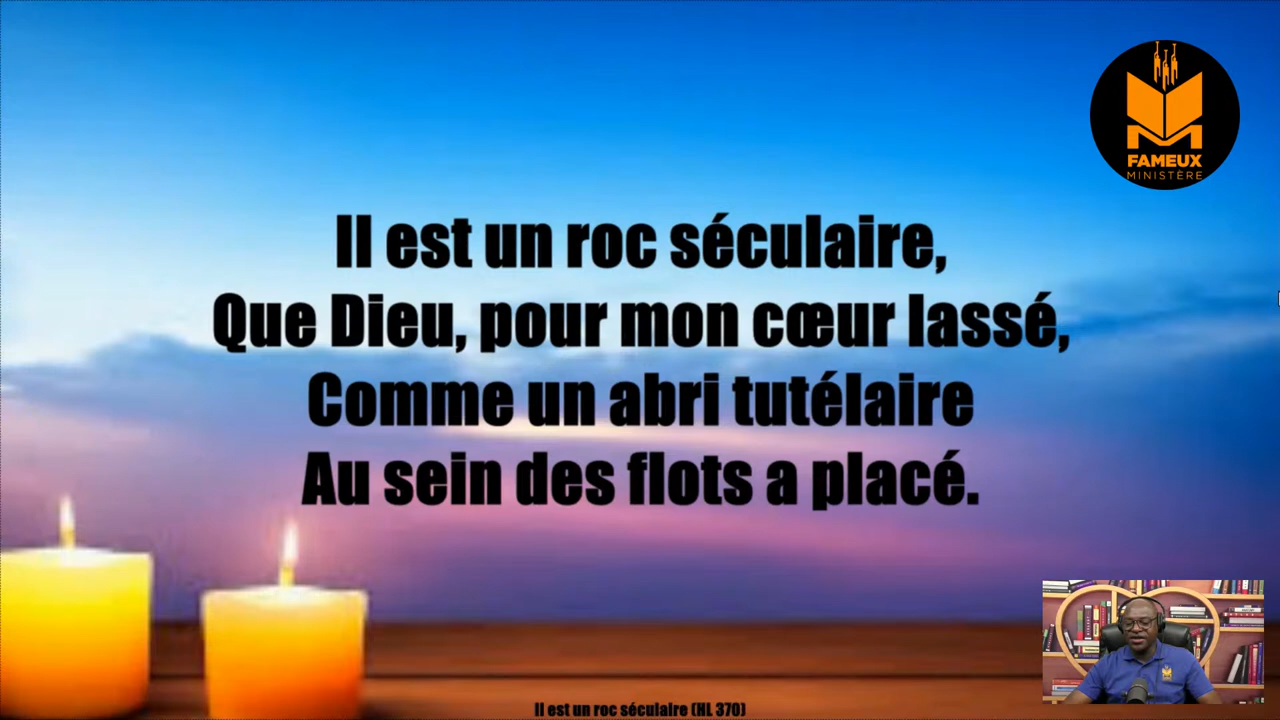 FAMEUX
MINISTÈRE
Il est un roc séculaire,
Que Dieu, pour mon cœur lassé,
Comme un abri tutélaire
Au sein des flots a placé.
Il est un roc séculaire (HL 370)